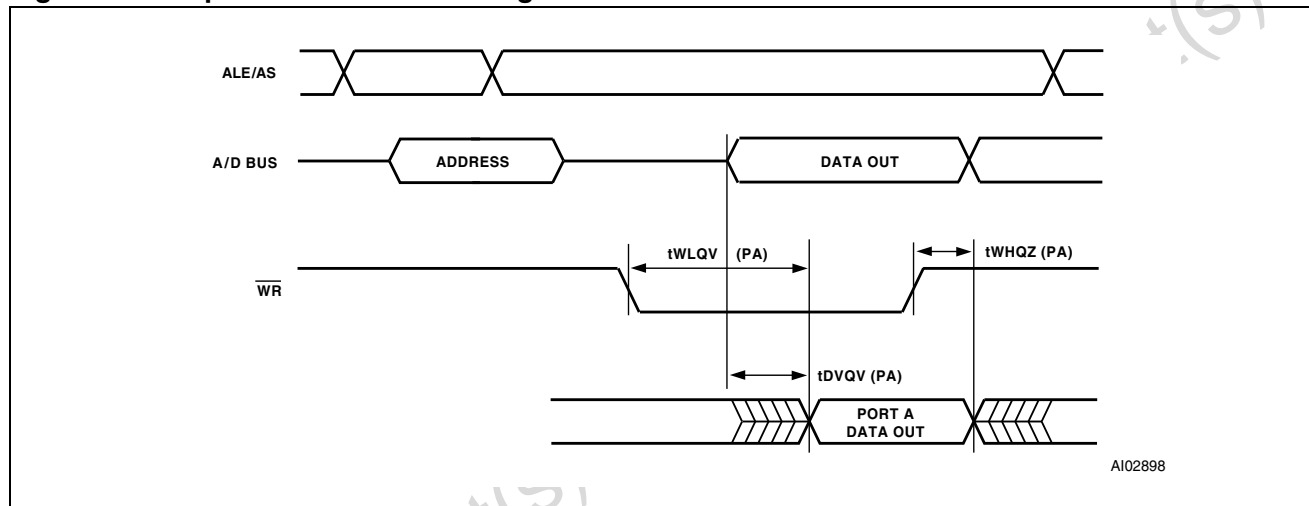 ALE/AS
A/D BUS
ADDRESS
DATA OUT
tWLQV (PA)
tWHQZ (PA)
WR
tDVQV (PA)
PORT A
DATA OUT
AI02898
t(s)
t(s)